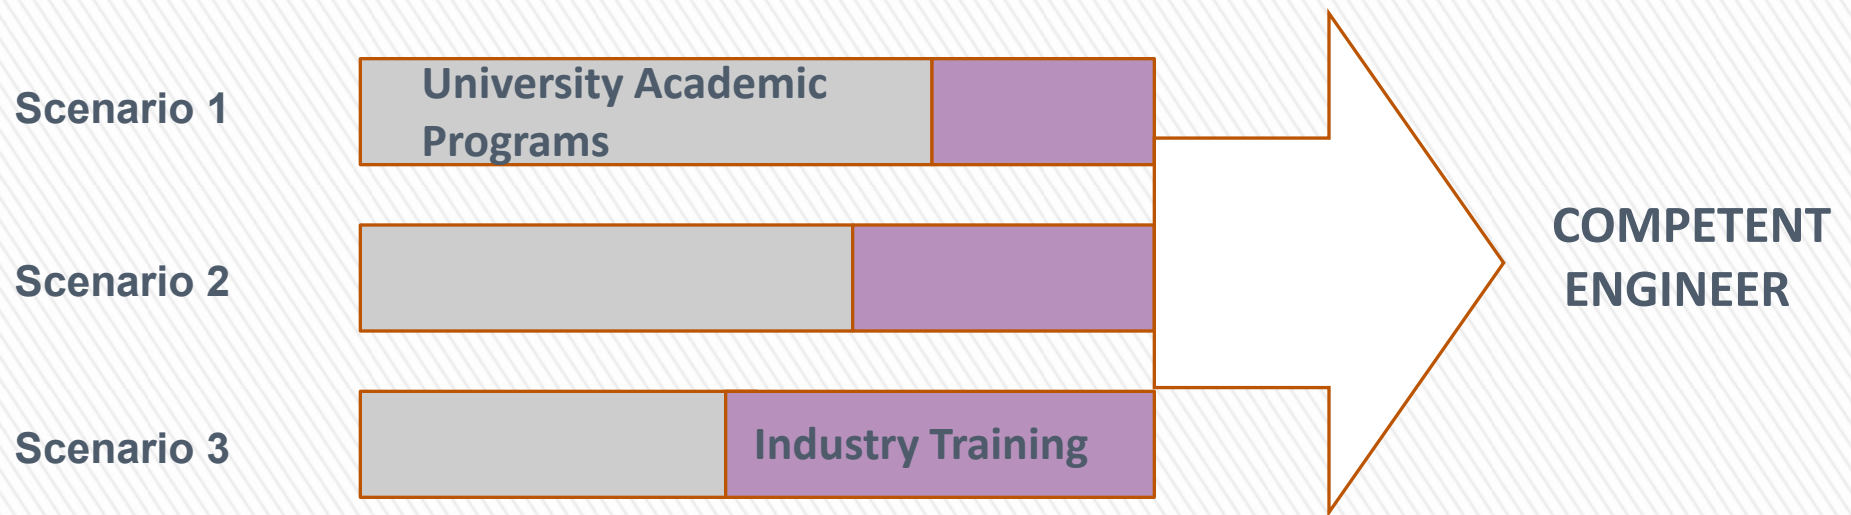 Scenario 1
University Academic
Programs
Scenario 2
COMPETENT
ENGINEER
Scenario 3
Industry Training